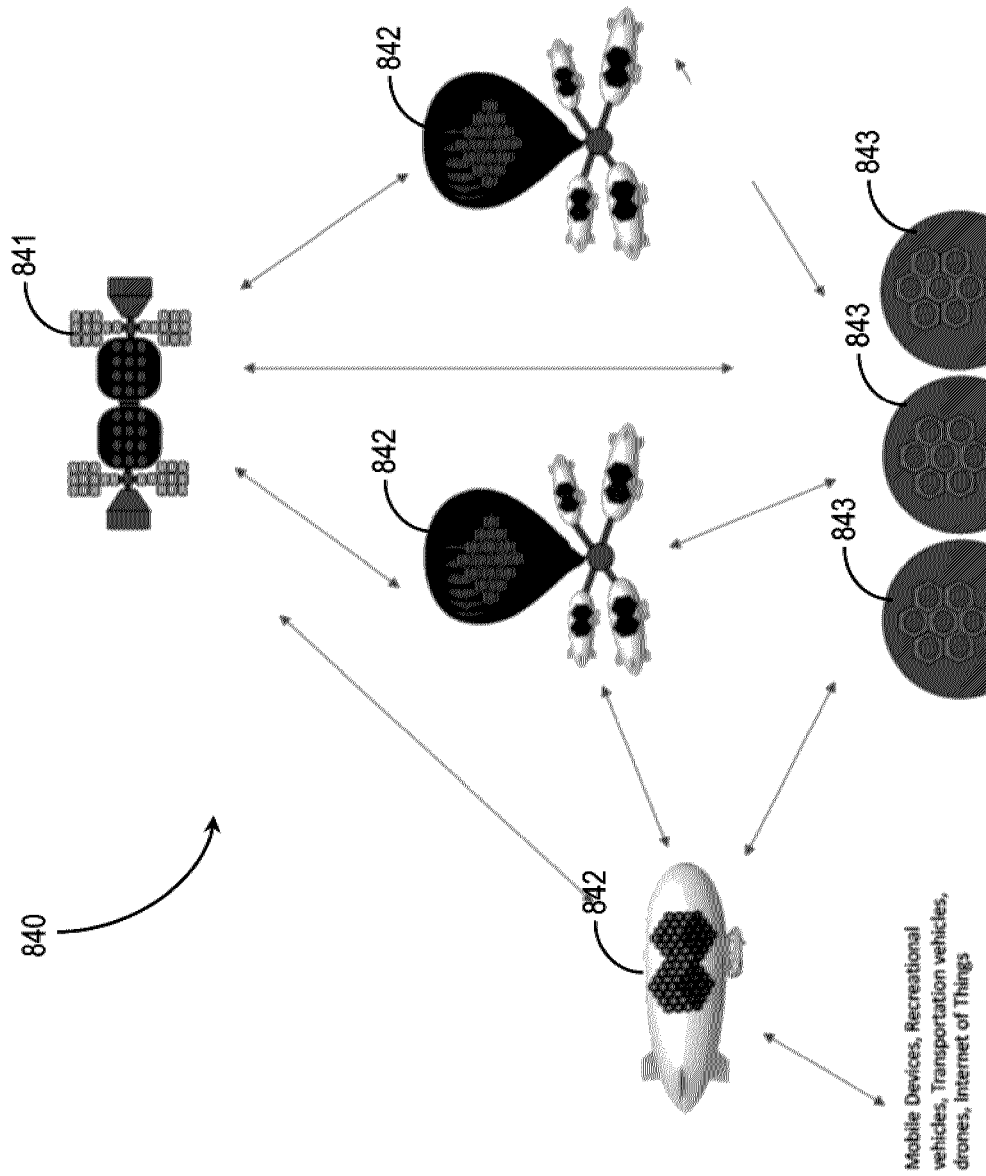 840
841
842
842
842
843
843
843
Mobile Devices, Recreational
vehicles, Transportation vehicles,
drones, Internet of Things